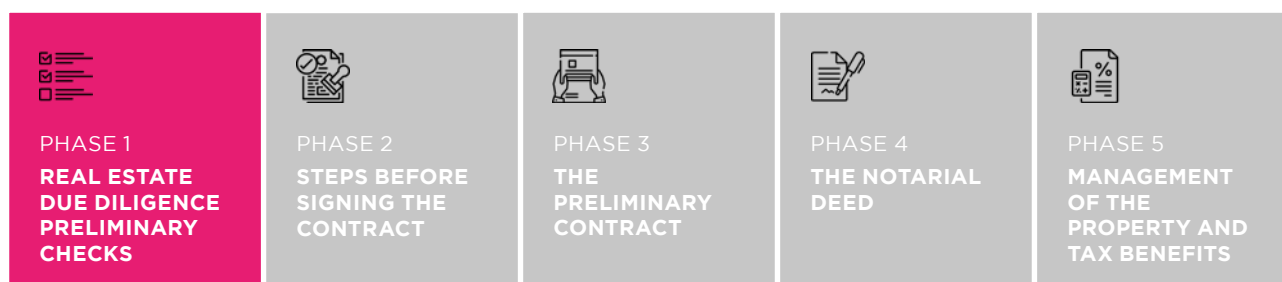 PHASE 1
REAL ESTATE
DUE DILIGENCE
PRELIMINARY
CHECKS
PHASE 2
STEPS BEFORE
SIGNING THE
CONTRACT
PHASE 3
THE
PRELIMINARY
CONTRACT
PHASE 4
THE NOTARIAL
DEED
PHASE 5
MANAGEMENT
OF THE
PROPERTY AND
TAX BENEFITS